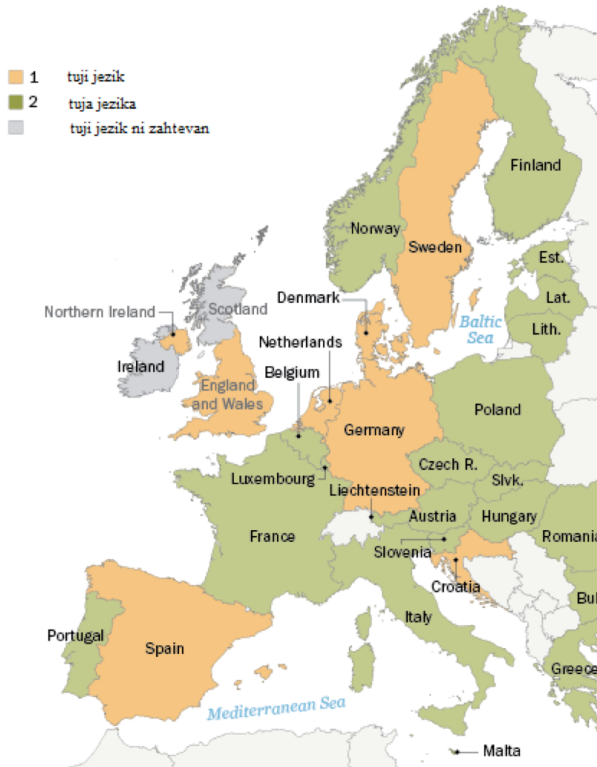 1 tuji jezik
2 tuja jezika
tuji jezik ni zahtevan
Finland
Norway
Sweden
Est.
Scotland
Denmark
Lat.
Northern Ireland
Baltic
Sea
Lith.
Netherlands
Ireland
Belgium
England
and Wales
Poland
Germany
Czech R.
Luxembourg
Slvk.
Liechtenstein
Austria
Hungary
France
Romania
Slovenia
Croatia
Bul
Italy
Portugal
Spain
Greece
Mediterranean Sea
Malta